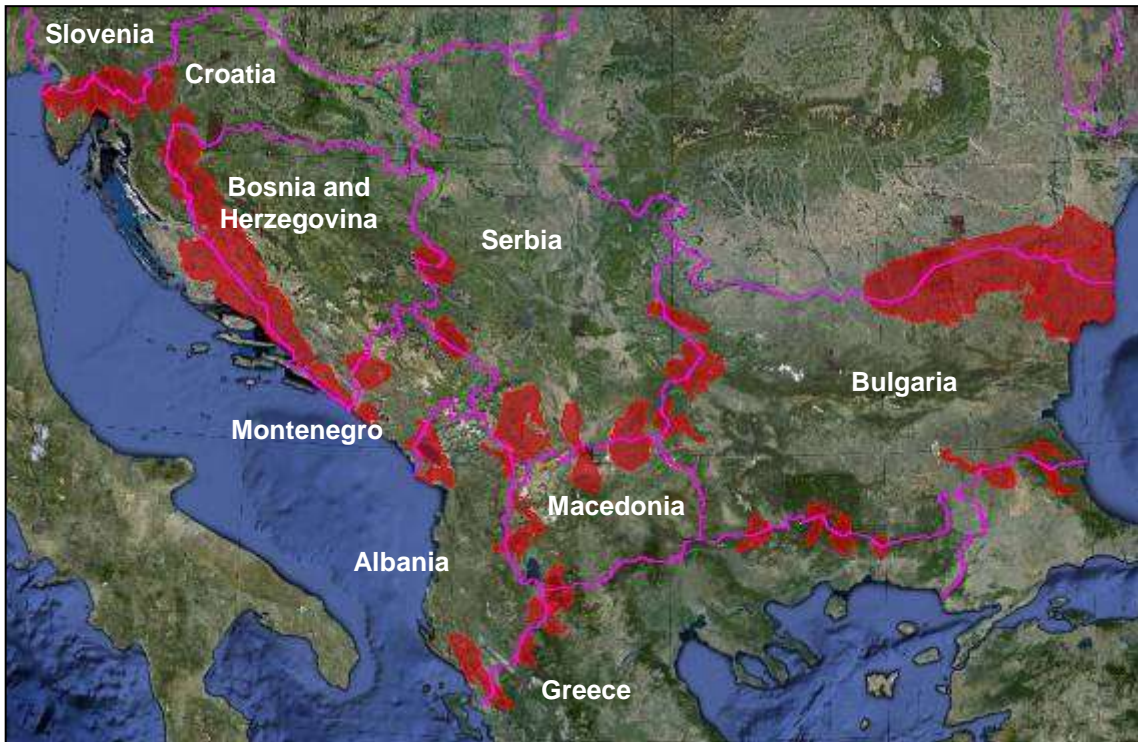 Slovenia
Croatia
Bosnia and
Herzegovina
Serbia
Bulgaria
Montenegro
Macedonia
Albania
Greece